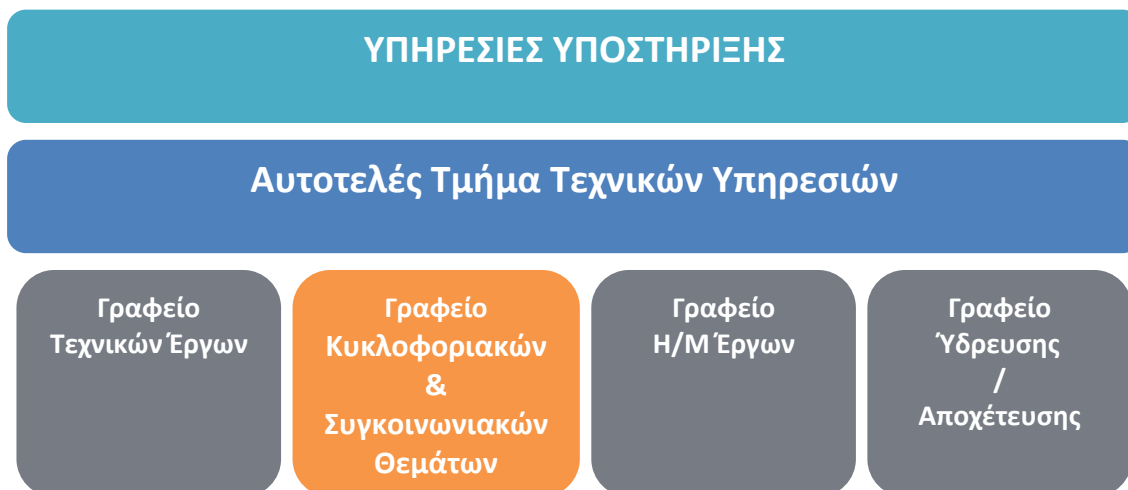 ΥΠΗΡΕΣΙΕΣ ΥΠΟΣΤΗΡΙΞΗΣ
Αυτοτελές Τμήμα Τεχνικών Υπηρεσιών
Γραφείο
Τεχνικών Έργων
Γραφείο
Κυκλοφοριακών
&
Συγκοινωνιακών
Θεμάτων
Γραφείο
Η/Μ Έργων
Γραφείο
Ύδρευσης
/
Αποχέτευσης